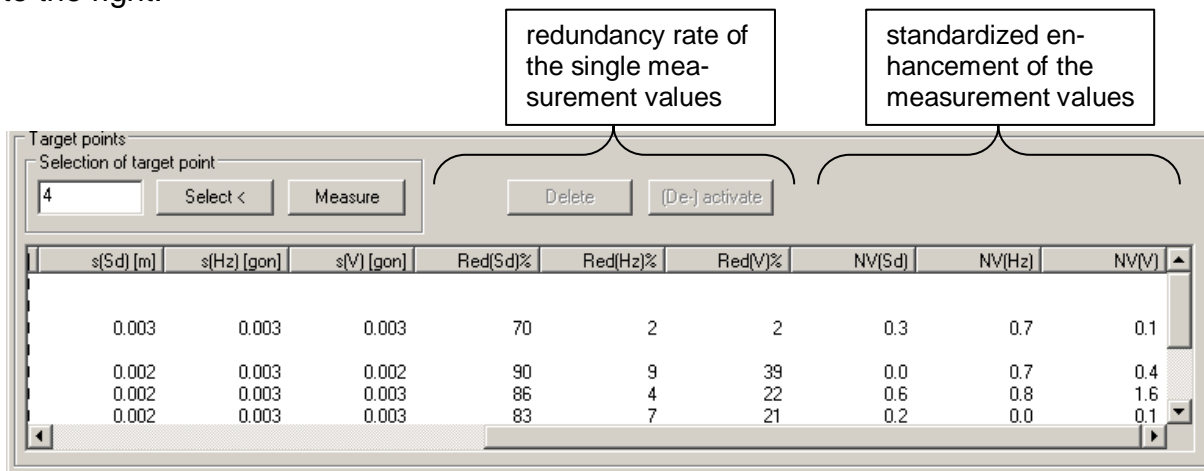 to the right.
redundancy rate of
the single mea-
surement values
standardized en-
hancement of the
measurement values
Target points
Selection of target point
4 Select < Measure Delete (De-) activate
s(Sd) [m] s(Hz) [gon] s(V) [gon] Red(Sd)% Red(Hz)% Red(V)% NV(Sd) NV(Hz) NV(V)
0.003 0.003 0.003 70 2 2 0.3 0.7 0.1
0.002 0.003 0.002 90 9 39 0.0 0.7 0.4
0.002 0.003 0.003 86 4 22 0.6 0.8 1.6
0.002 0.003 0.003 83 7 21 0.2 0.0 0.1